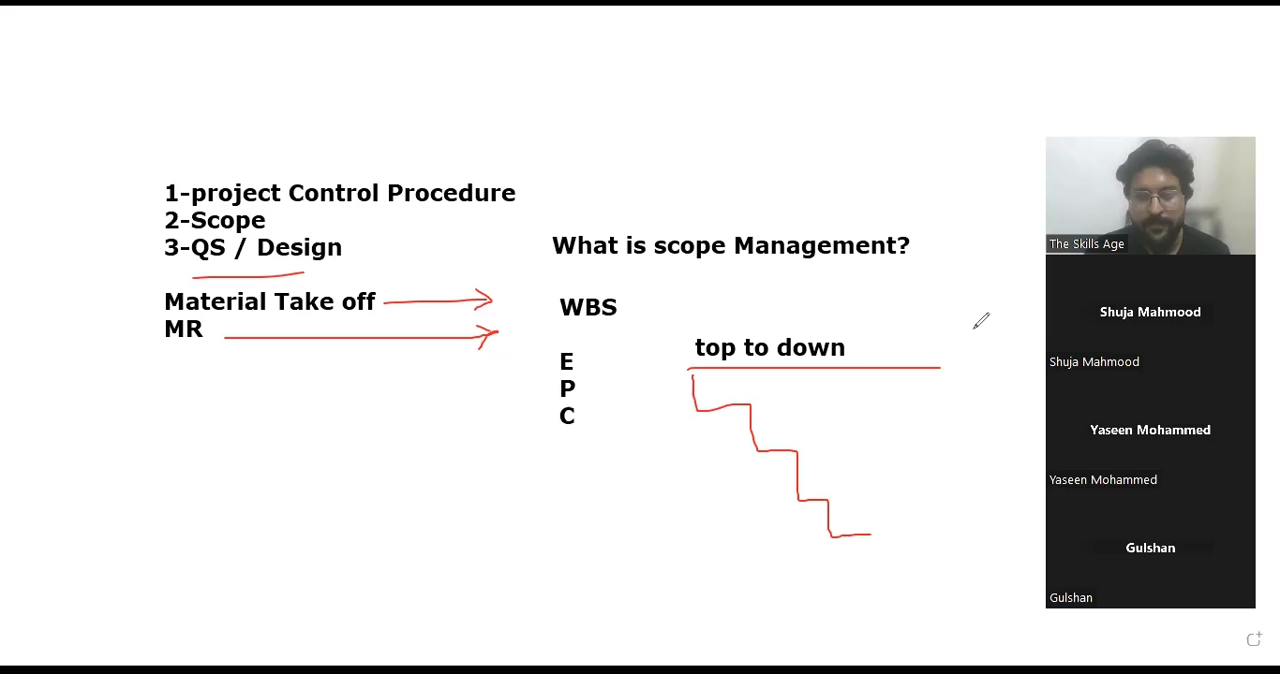 1-project Control Procedure
2-Scope
3-QS / Design
Material Take off
MR
What is scope Management?
WBS
E
P
C
top to down
The Skills Age
Shuja Mahmood
Shuja Mahmood
Yaseen Mohammed
Yaseen Mohammed
Gulshan
Gulshan